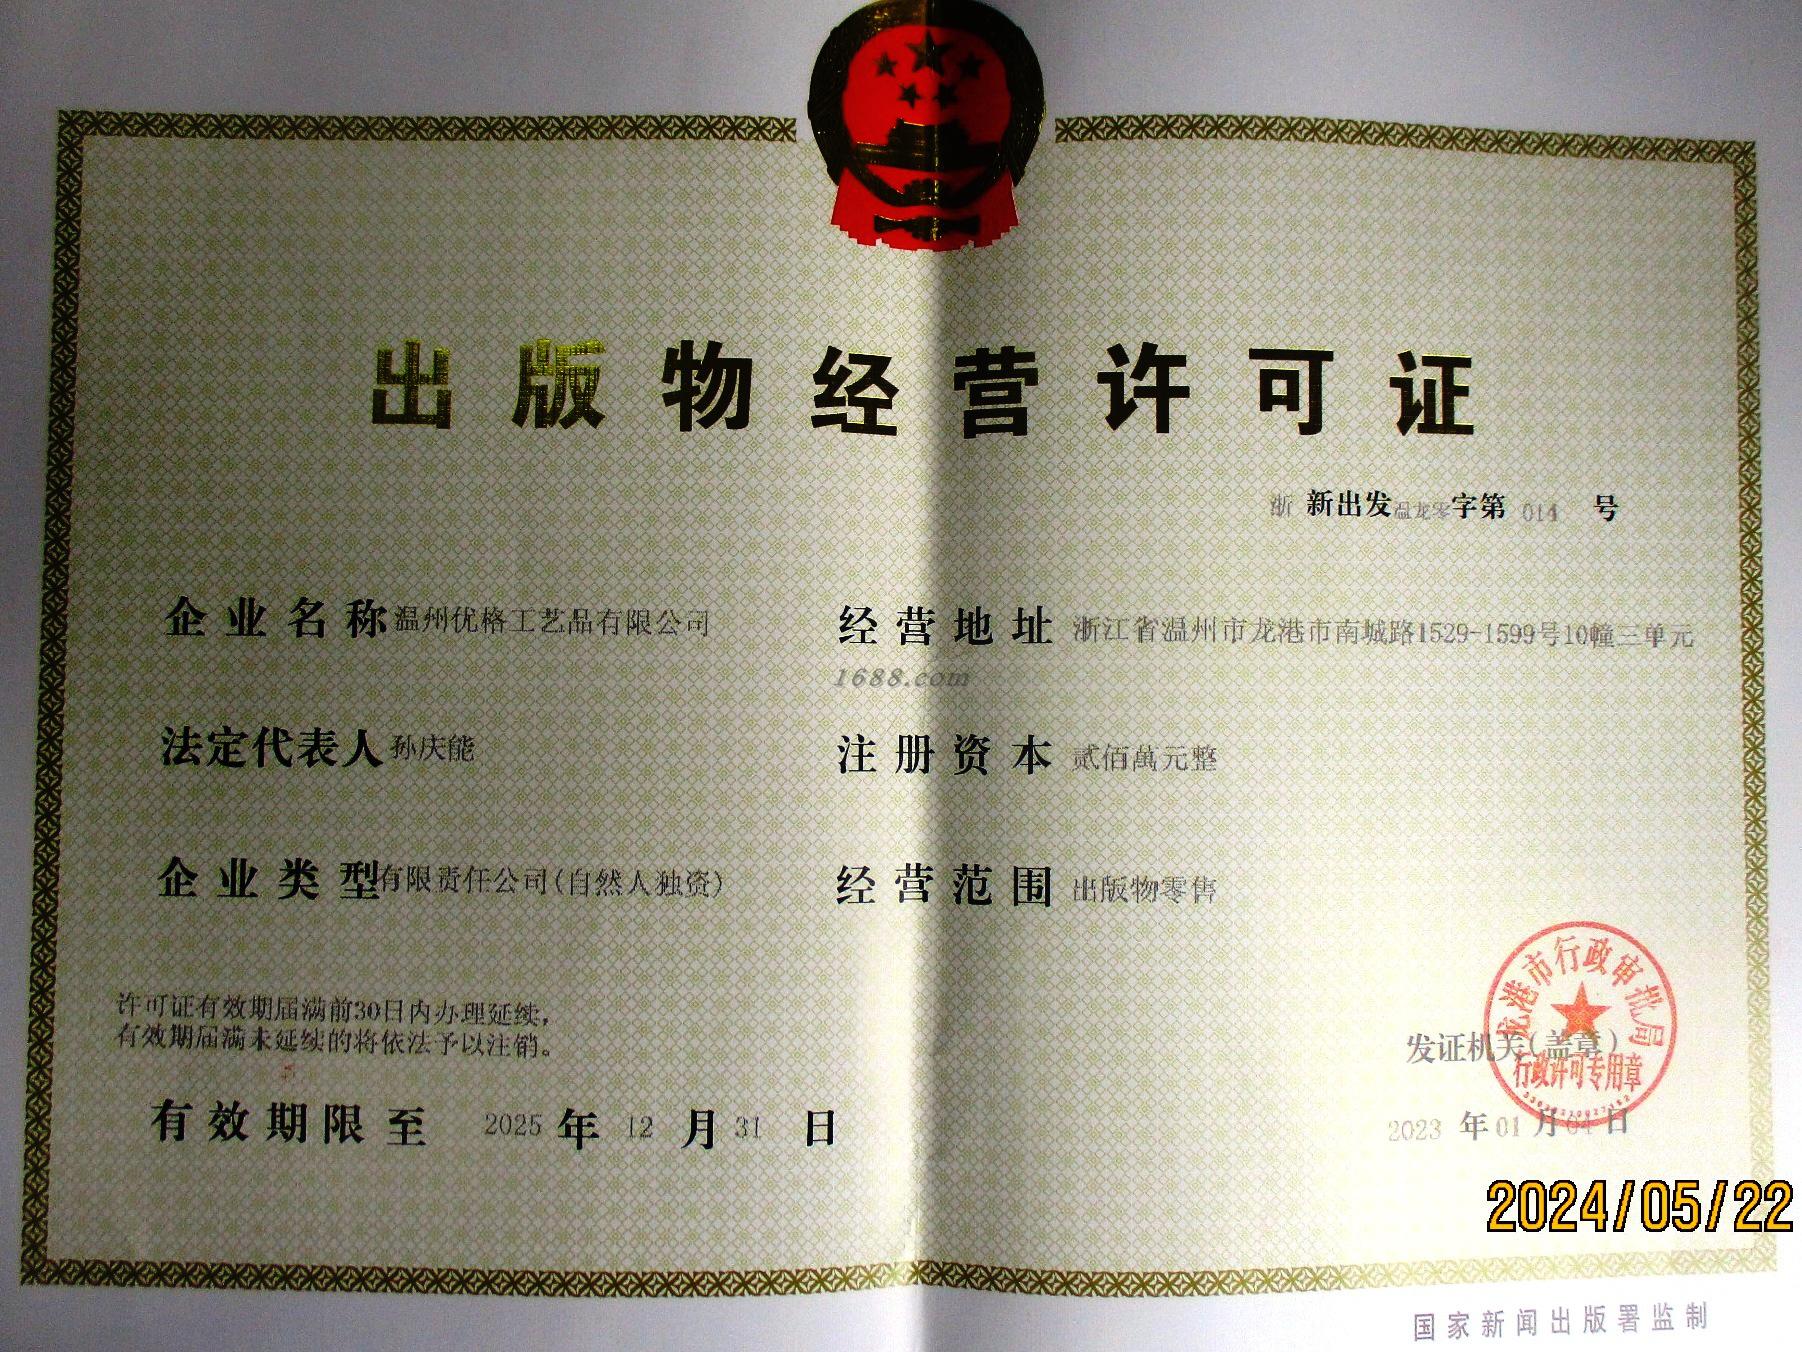 出版物经营许可证
浙 新出发温龙零字第 014 号
企业名称 温州优格工艺品有限公司
经营地址 浙江省温州市龙港市南城路1529-1599号10幢三单元
1688.com
法定代表人 孙庆能
注册资本 贰佰萬元整
企业类型 有限责任公司(自然人独资)
经营范围 出版物零售
许可证有效期届满前30日内办理延续,
有效期届满未延续的将依法予以注销。
龙港市行政审批局
发证机关(盖章)
行政许可专用章
有效期限至 2025 年 12 月 31 日
2023 年 01 月 日
2024/05/22
国家新闻出版署监制